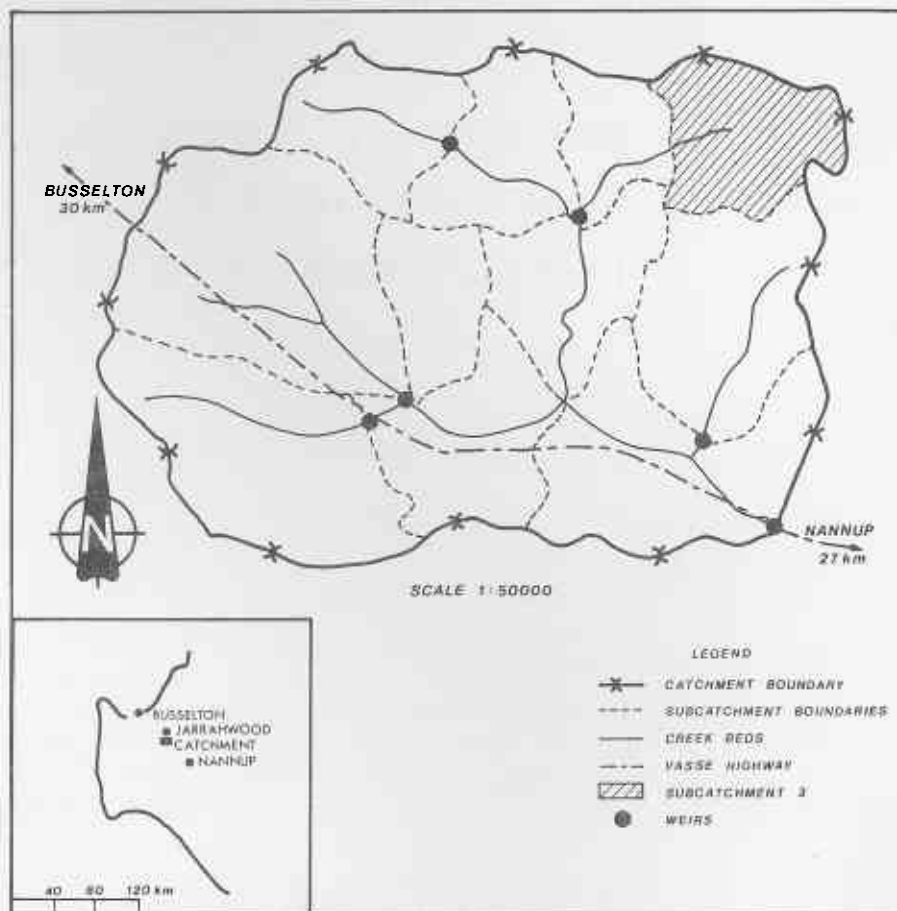 BUSSELTON
30 km
N
NANNUP
27 km
SCALE 1:50000
BUSSELTON
JARRAHWOOD
CATCHMENT
NANNUP
40 80 120 km
LEGEND
CATCHMENT BOUNDARY
SUBCATCHMENT BOUNDARIES
CREEK BEDS
VASSE HIGHWAY
SUBCATCHMENT 3
WEIRS